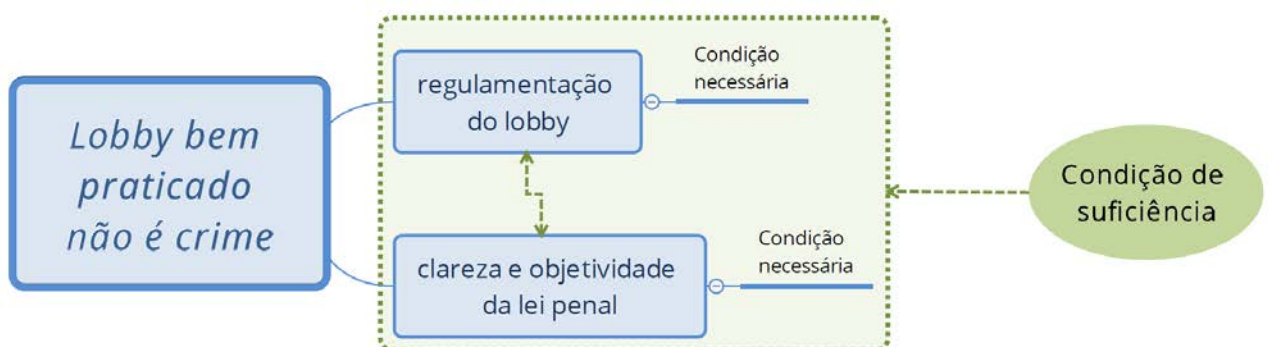 Lobby bem
praticado
não é crime
regulamentação
do lobby
Condição
necessária
clareza e objetividade
da lei penal
Condição
necessária
Condição de
suficiência